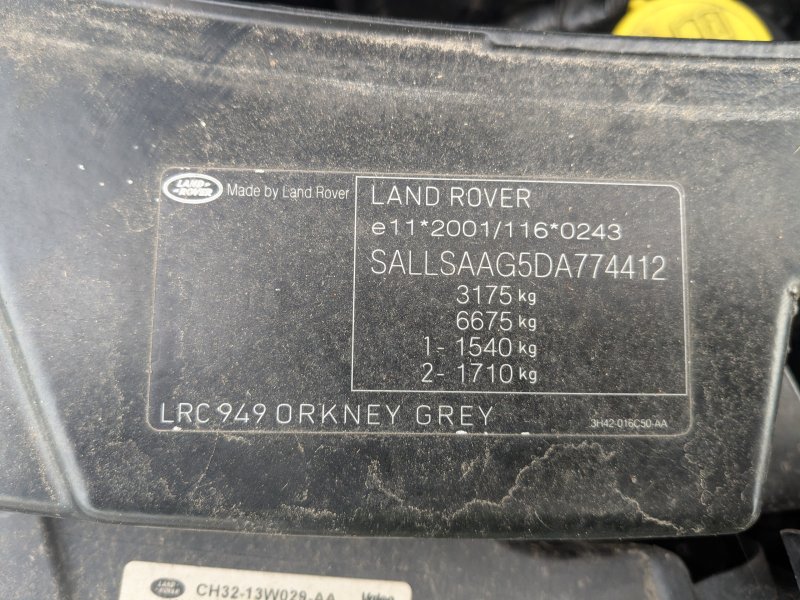 LAND ROVER Made by Land Rover
LAND ROVER
e11*2001/116*0243
SALLSAAG5DA774412
3175 kg
6675 kg
1- 1540 kg
2- 1710 kg
LRC 949 ORKNEY GREY
3H42-016C50-AA
LAND ROVER CH32-13W029-AA Valeo